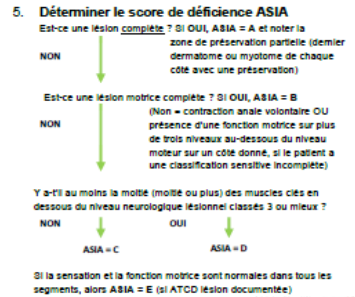 5. Déterminer le score de déficience ASIA
Est-ce une lésion complète ? SI OUI, ASIA = A et noter la
zone de préservation partielle (dernier
dermatome ou myotome de chaque
côté avec une préservation)
NON
Est-ce une lésion motrice complète ? SI OUI, ASIA = B
(Non = contraction anale volontaire OU
présence d'une fonction motrice sur plus
de trois niveaux au-dessous du niveau
moteur sur un côté donné, si le patient a
une classification sensitive incomplète)
NON
Y a-t'il au moins la moitié (moitié ou plus) des muscles clés en
dessous du niveau neurologique lésionnel classés 3 ou mieux ?
NON OUI
ASIA = C ASIA = D
Si la sensation et la fonction motrice sont normales dans tous les
segments, alors ASIA = E (si ATCD lésion documentée)